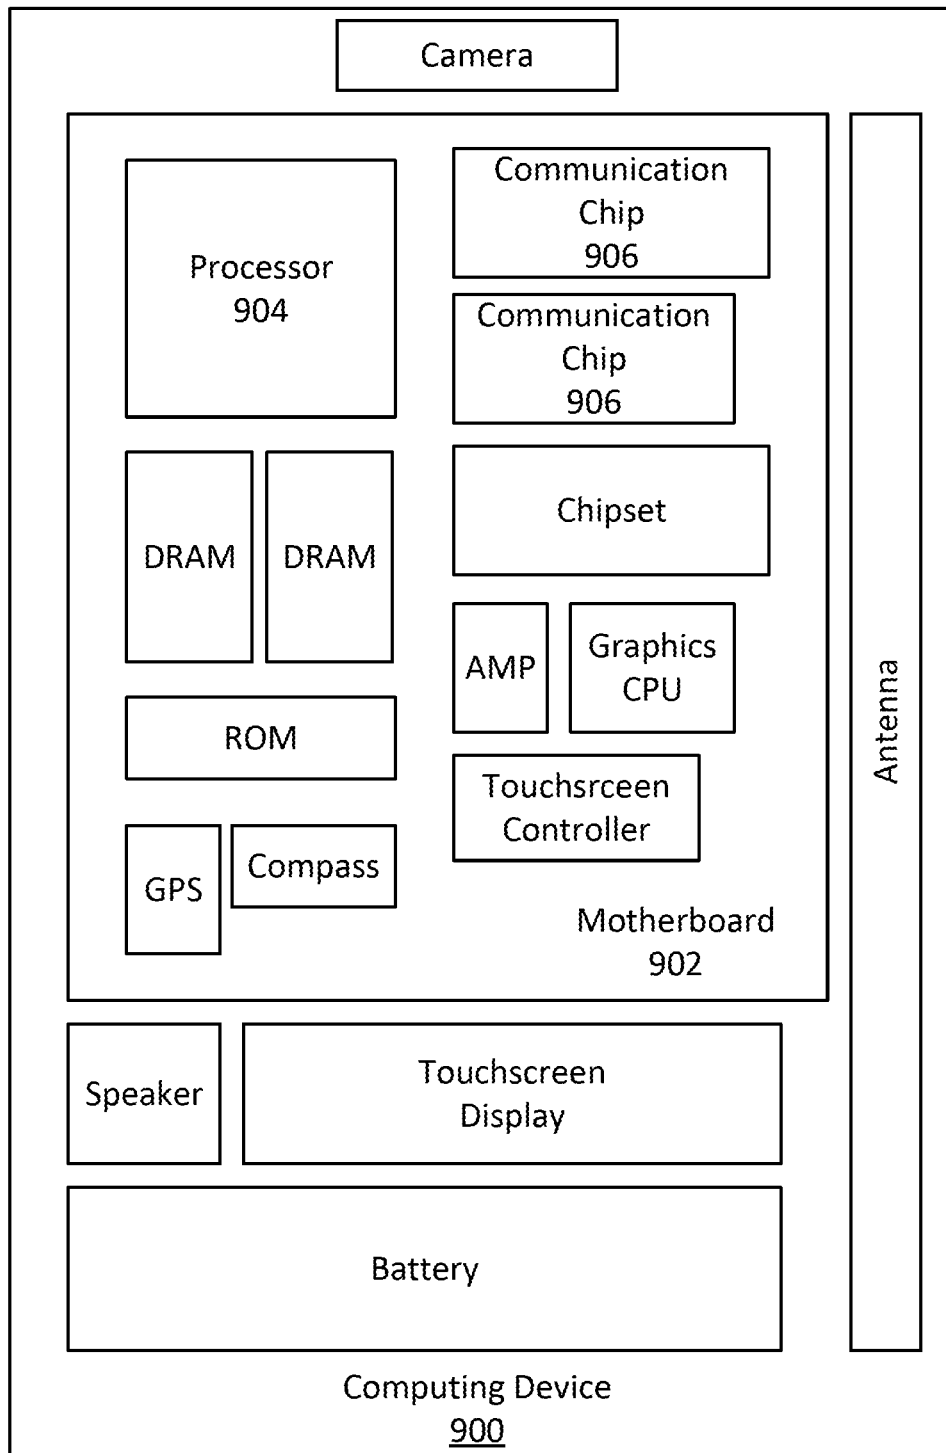 Camera
Processor
904
Communication
Chip
906
Communication
Chip
906
DRAM
DRAM
Chipset
AMP
Graphics
CPU
ROM
Touchsrceen
Controller
GPS
Compass
Motherboard
902
Antenna
Speaker
Touchscreen
Display
Battery
Computing Device
900